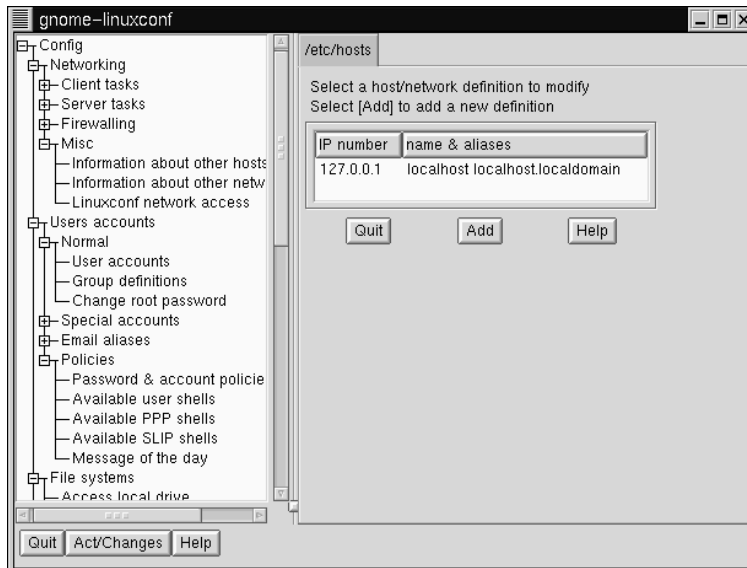 gnome-linuxconf
Config
Networking
Client tasks
Server tasks
Firewalling
Misc
Information about other hosts
Information about other netw
Linuxconf network access
Users accounts
Normal
User accounts
Group definitions
Change root password
Special accounts
Email aliases
Policies
Password & account policie
Available user shells
Available PPP shells
Available SLIP shells
Message of the day
File systems
Access local drive
Quit Act/Changes Help
/etc/hosts
Select a host/network definition to modify
Select [Add] to add a new definition
IP number name & aliases
127.0.0.1 localhost localhost.localdomain
Quit Add Help